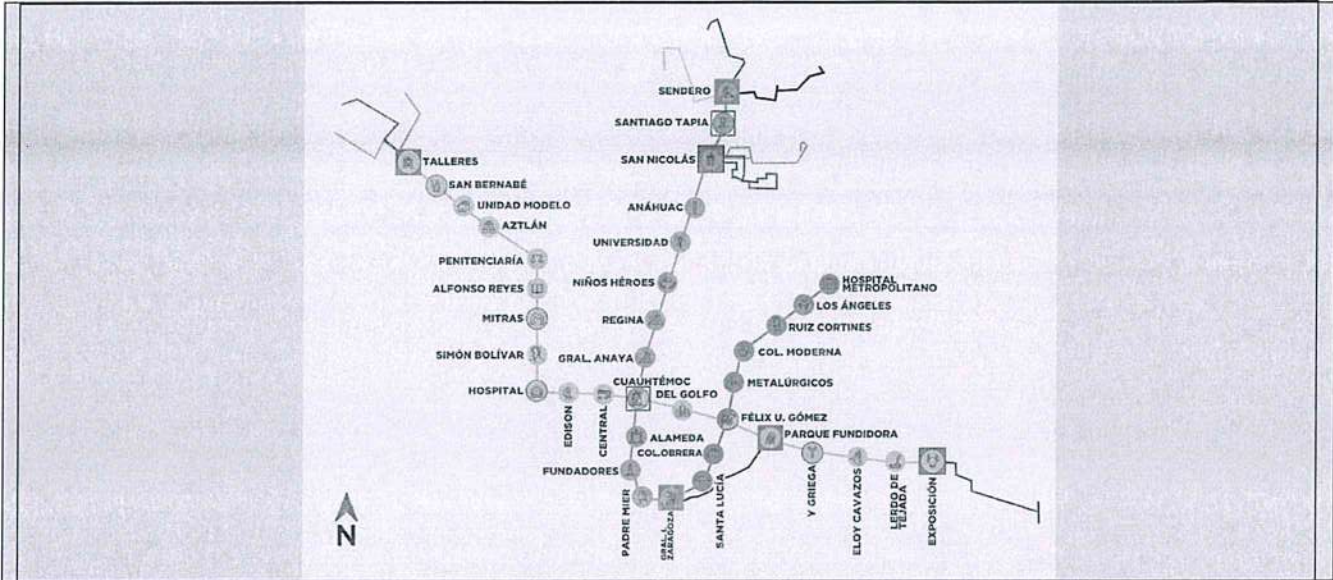 SENDERO
SANTIAGO TAPIA
SAN NICOLÁS
TALLERES
SAN BERNABÉ
UNIDAD MODELO
ANÁHUAC
AZTLÁN
UNIVERSIDAD
PENITENCIARÍA
NIÑOS HÉROES
HOSPITAL
METROPOLITANO
ALFONSO REYES
LOS ÁNGELES
MITRAS
REGINA
RUIZ CORTINES
SIMÓN BOLÍVAR
GRAL. ANAYA
COL. MODERNA
CUAUHTÉMOC
METALÚRGICOS
HOSPITAL
DEL GOLFO
EDISON
CENTRAL
FÉLIX U. GÓMEZ
PARQUE FUNDIDORA
ALAMEDA
COL.OBRERA
FUNDADORES
PADRE MIER
GRAL.
ZARAGOZA
SANTA LUCÍA
Y GRIEGA
ELOY CAVAZOS
LERDO DE
TEJADA
EXPOSICIÓN
N